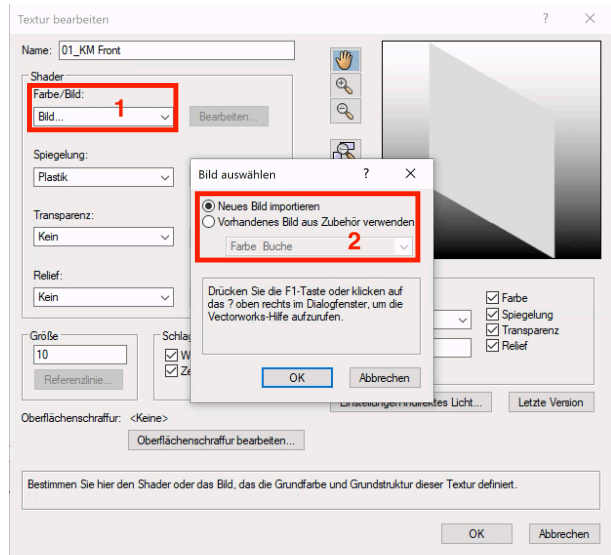 Textur bearbeiten
?
Name: 01_KM Front
Shader
Farbe/Bild:
Bild...
1
Bearbeiten...
Spiegelung:
Plastik
Transparenz:
Kein
Relief:
Kein
Größe
10
Referenzlinie...
Oberflächenschraffur: <Keine>
Oberflächenschraffur bearbeiten...
Bild auswählen
?
Neues Bild importieren
Vorhandenes Bild aus Zubehör verwenden
Farbe Buche
2
Drücken Sie die F1-Taste oder klicken auf
das ? oben rechts im Dialogfenster, um die
Vectorworks-Hilfe aufzurufen.
OK
Abbrechen
Farbe
Spiegelung
Transparenz
Relief
Letzte Version
Bestimmen Sie hier den Shader oder das Bild, das die Grundfarbe und Grundstruktur dieser Textur definiert.
OK
Abbrechen